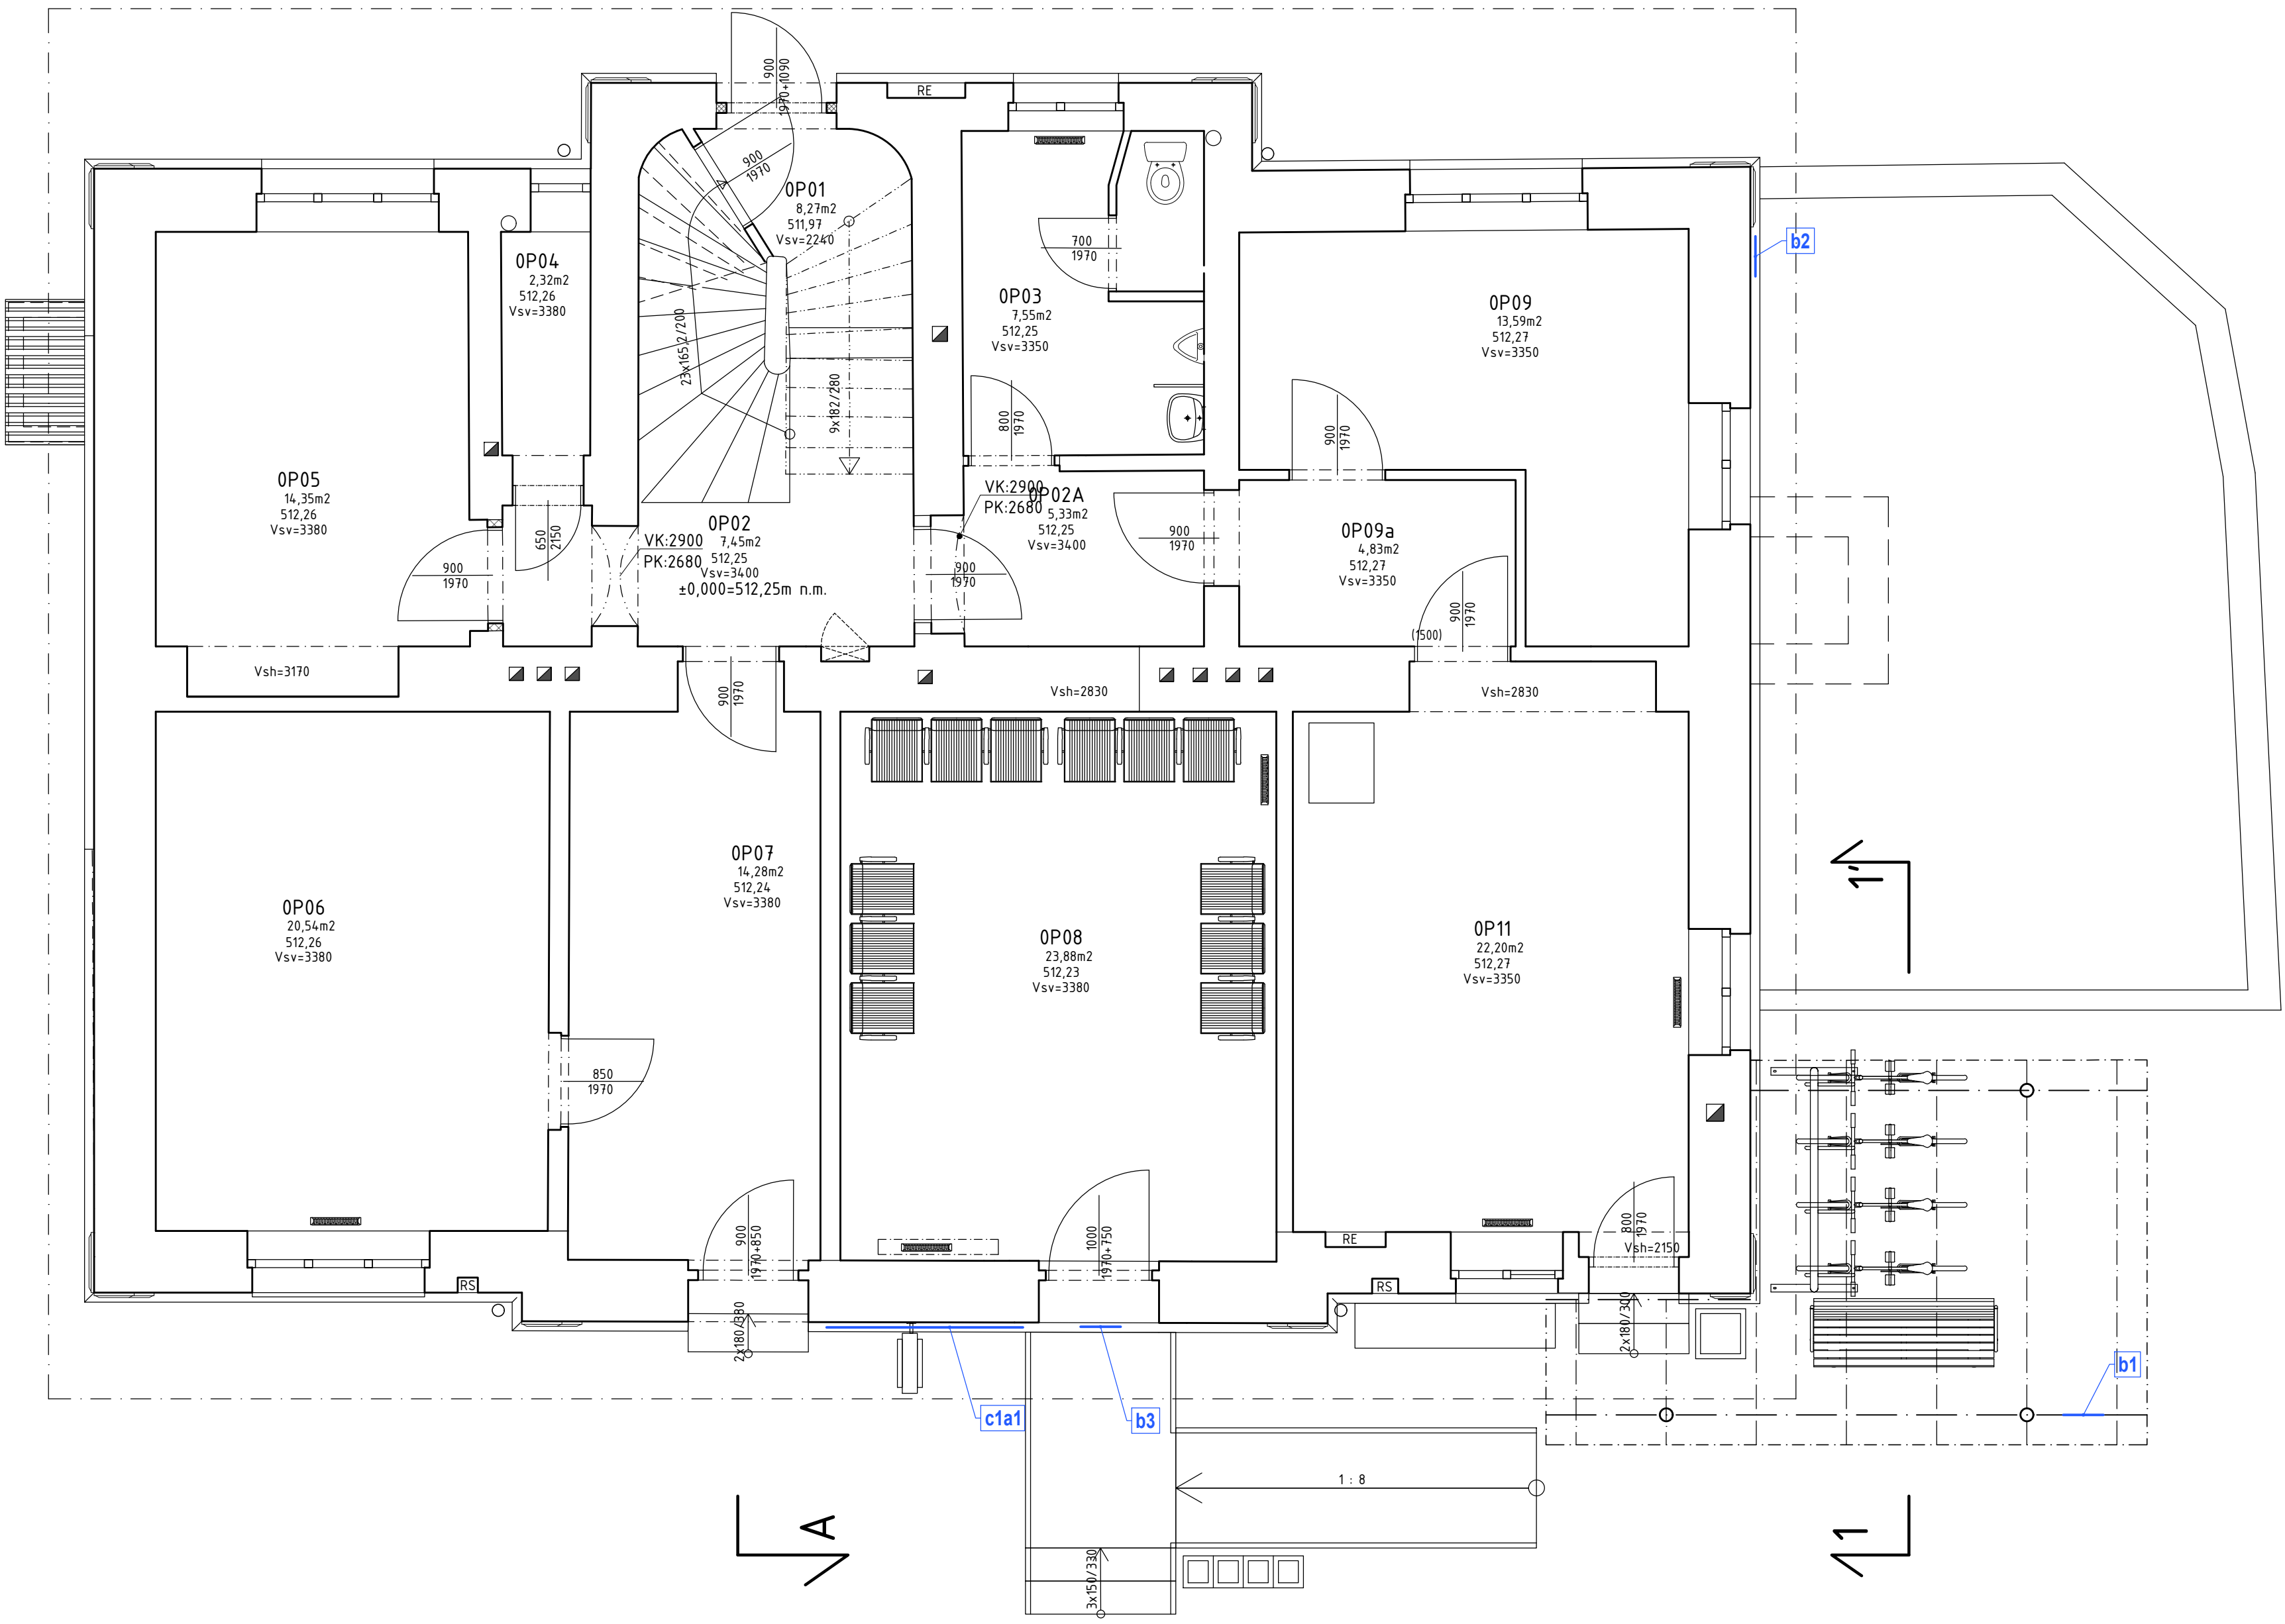 900
1970+1090
RE
900
1970
0P01
8,27m2
511,97
Vsv=2240
0P04
2,32m2
512,26
Vsv=3380
700
1970
b2
0P03
7,55m2
512,25
Vsv=3350
0P09
13,59m2
512,27
Vsv=3350
23x165,2/200
9x182/280
800
1970
900
1970
0P05
14,35m2
512,26
Vsv=3380
VK:2900
PK:2680
0P02A
5,33m2
512,25
Vsv=3400
0P02
7,45m2
512,25
Vsv=3400
±0,000=512,25m n.m.
VK:2900
PK:2680
650
2150
900
1970
900
1970
900
1970
0P09a
4,83m2
512,27
Vsv=3350
900
1970
(1500)
Vsh=3170
900
1970
Vsh=2830
Vsh=2830
0P07
14,28m2
512,24
Vsv=3380
0P06
20,54m2
512,26
Vsv=3380
0P08
23,88m2
512,23
Vsv=3380
0P11
22,20m2
512,27
Vsv=3350
1'
850
1970
900
1970+850
1000
1970+750
800
1970
Vsh=2150
RE
RS
RS
2x180/380
2x180/300
c1a1
b3
b1
1 : 8
A
1
3x150/330